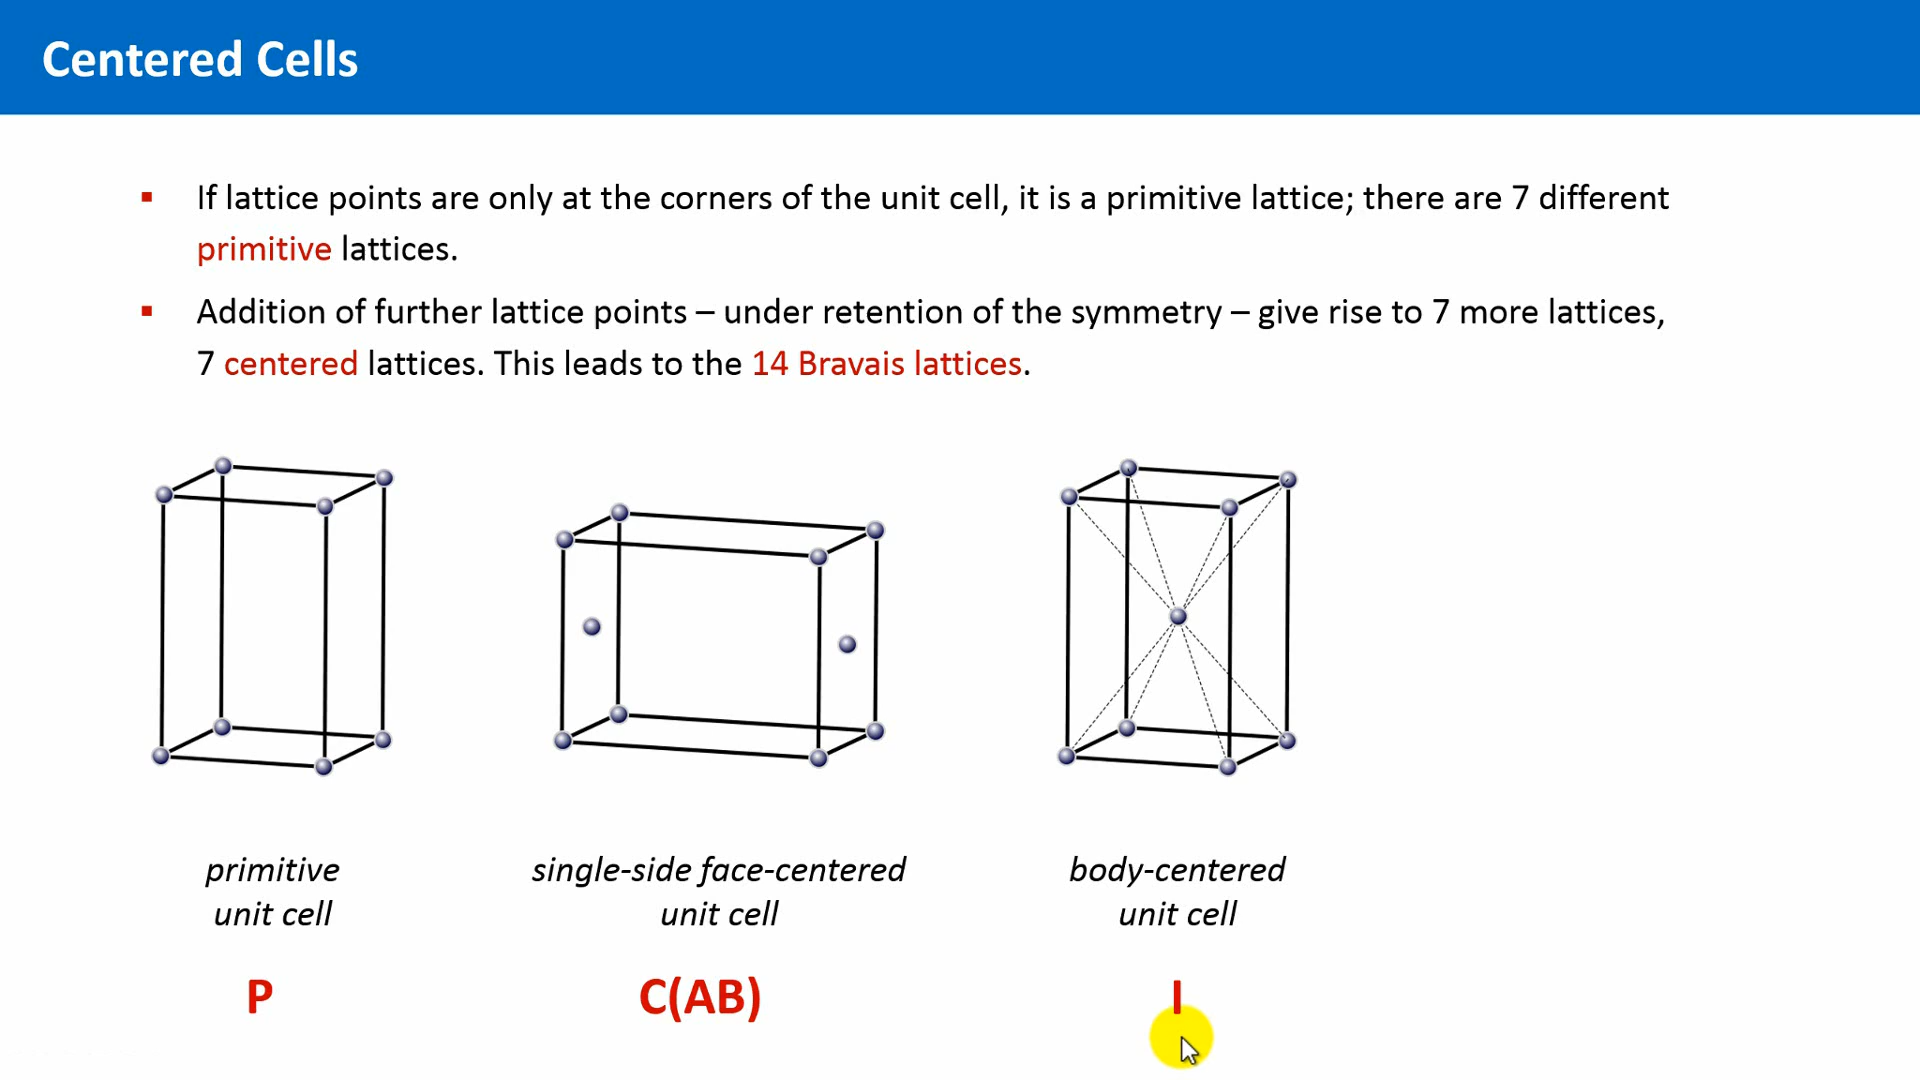 Centered Cells
▪ If lattice points are only at the corners of the unit cell, it is a primitive lattice; there are 7 different
primitive lattices.
▪ Addition of further lattice points – under retention of the symmetry – give rise to 7 more lattices,
7 centered lattices. This leads to the 14 Bravais lattices.
primitive
unit cell
P
single-side face-centered
unit cell
C(AB)
body-centered
unit cell
I